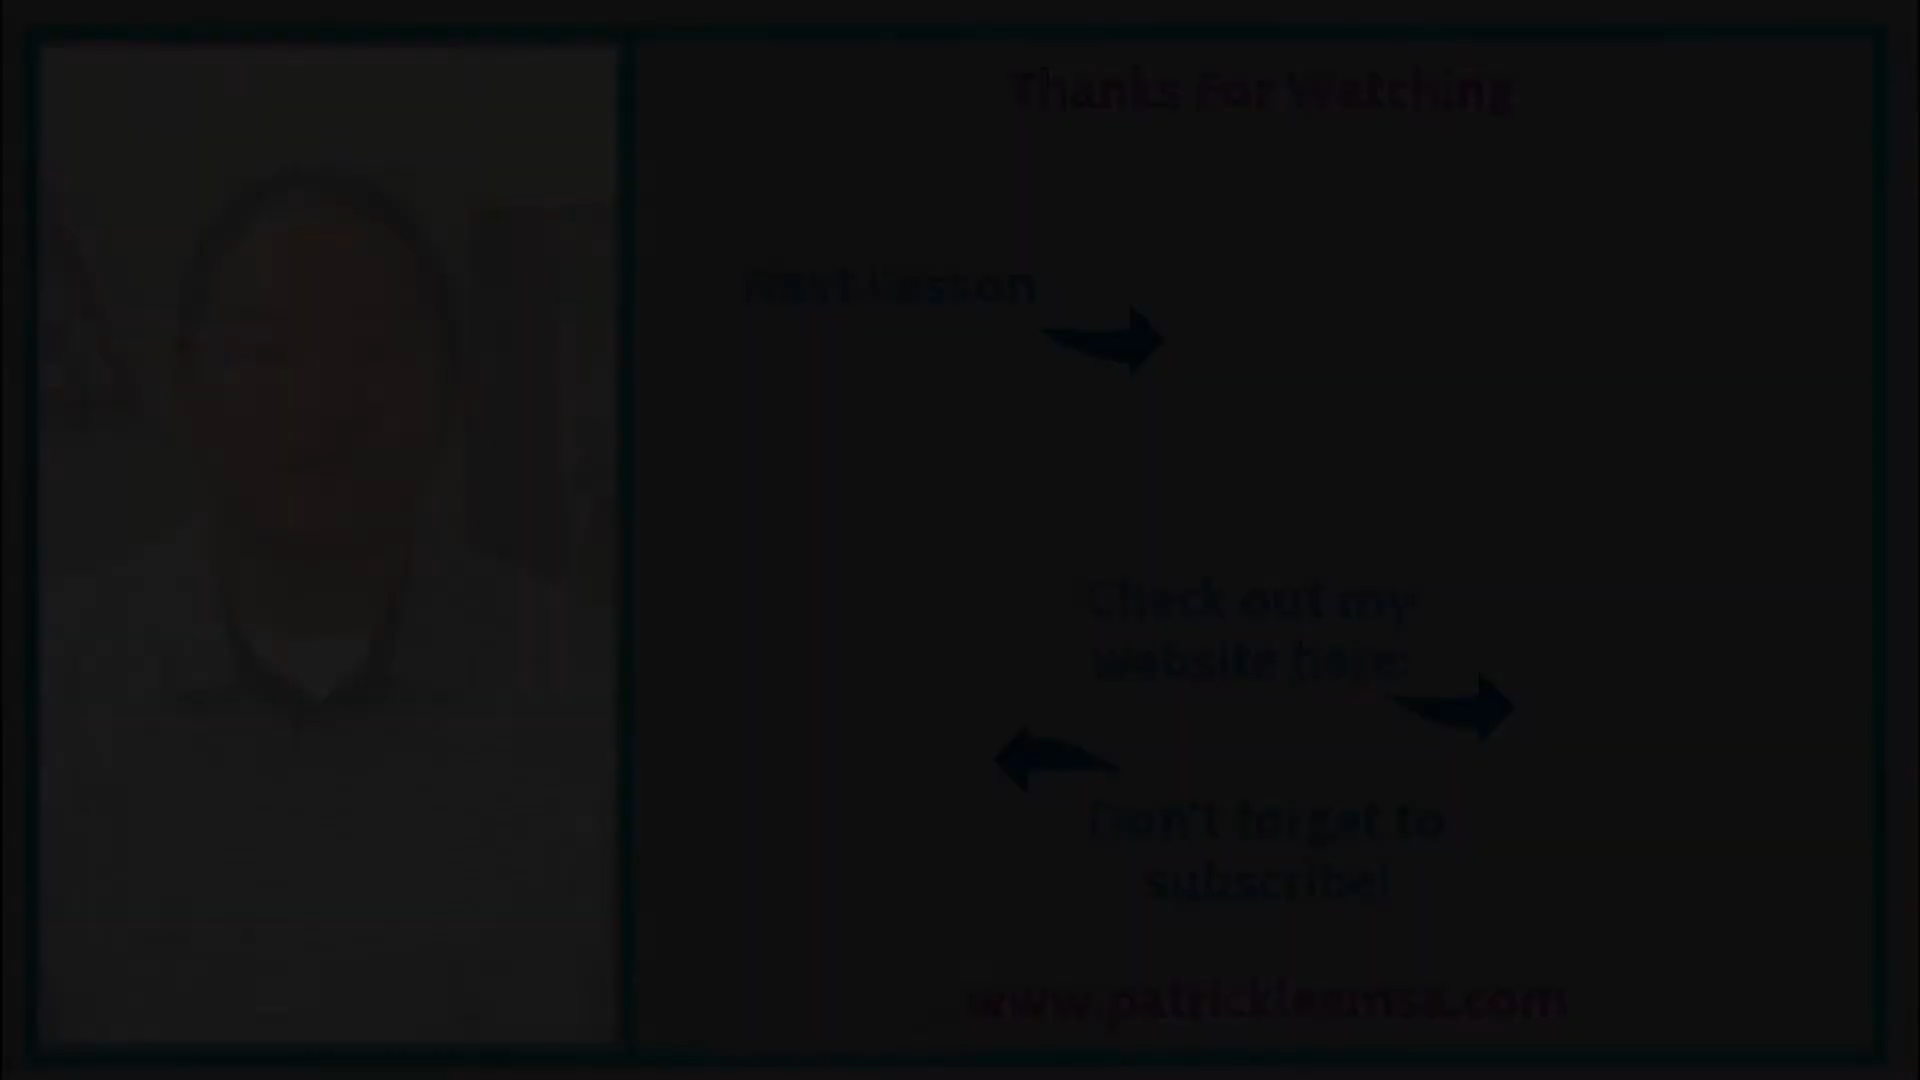 Thanks For Watching
Next Lesson
Check out my
website here
Don't forget to
subscribe!
www.patrickleemsa.com